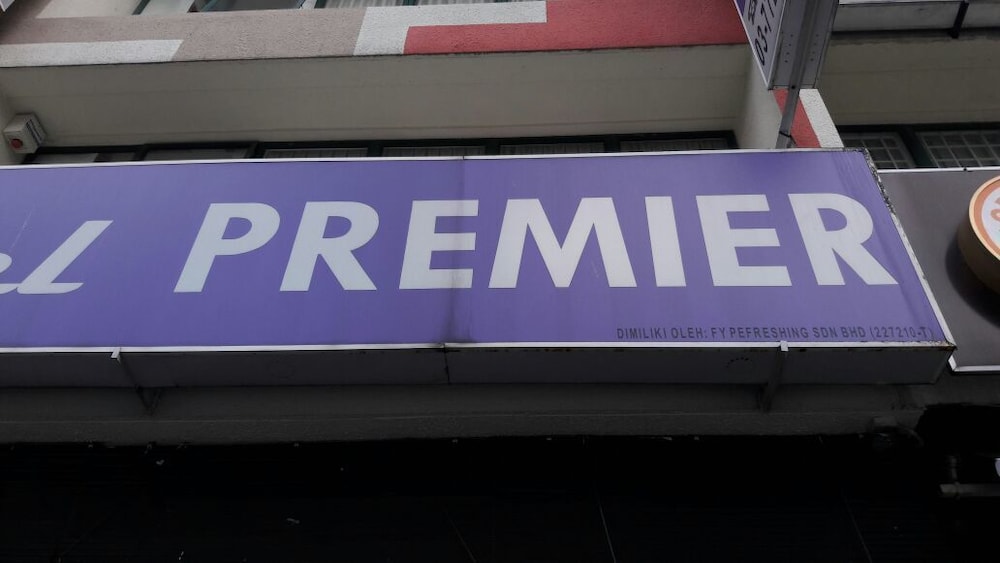 PREMIER
DIMILIKI OLEH: FY PEFRESHING SDN BHD (227210-T)